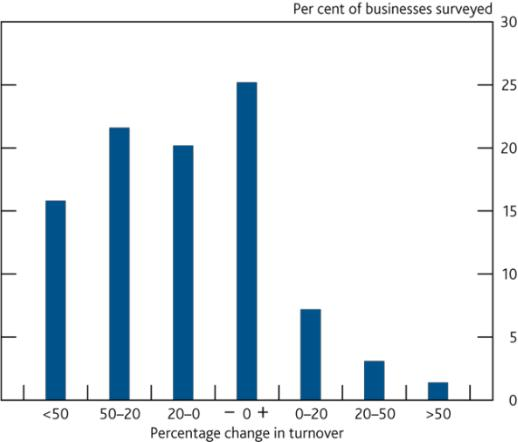 Per cent of businesses surveyed
30
25
20
15
10
5
0
<50 50–20 20–0 – 0 + 0–20 20–50 >50
Percentage change in turnover